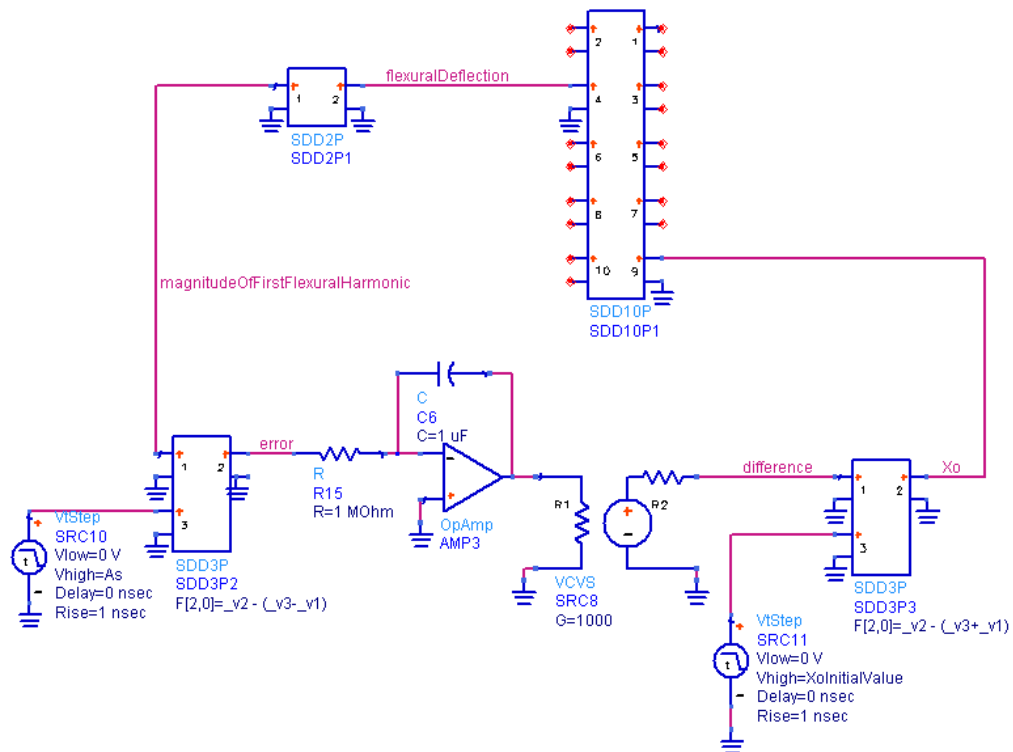 flexuralDeflection
1
2
SDD2P
SDD2P1
2
1
4
3
6
5
8
7
10
9
SDD10P
SDD10P1
magnitudeOfFirstFlexuralHarmonic
C
C6
C=1 uF
error
1
2
3
R
R15
R=1 MOhm
-
+
OpAmp
AMP3
R1
+
-
R2
VCVS
SRC8
G=1000
difference
Xo
1
2
3
VtStep
SRC10
Vlow=0 V
Vhigh=As
Delay=0 nsec
Rise=1 nsec
t
SDD3P
SDD3P2
F[2,0]=_v2 - (_v3-_v1)
SDD3P
SDD3P3
F[2,0]=_v2 - (_v3+_v1)
VtStep
SRC11
Vlow=0 V
Vhigh=XoInitialValue
Delay=0 nsec
Rise=1 nsec
t